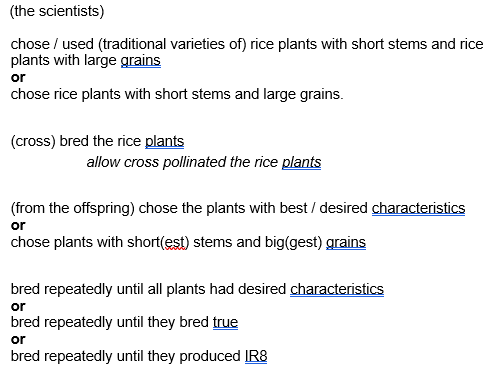 (the scientists)
chose / used (traditional varieties of) rice plants with short stems and rice
plants with large grains
or
chose rice plants with short stems and large grains.
(cross) bred the rice plants
allow cross pollinated the rice plants
(from the offspring) chose the plants with best / desired characteristics
or
chose plants with short(est) stems and big(gest) grains
bred repeatedly until all plants had desired characteristics
or
bred repeatedly until they bred true
or
bred repeatedly until they produced IR8